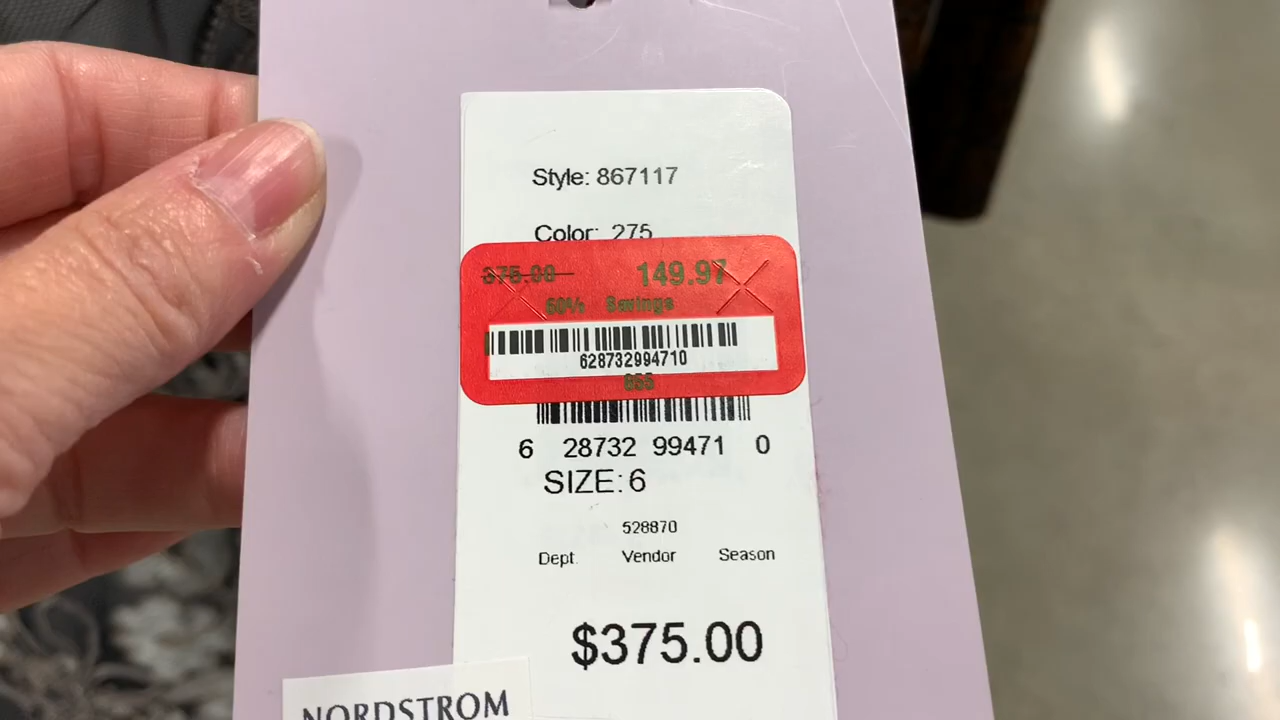 Style: 867117
Color: 275
375.00 149.97
60% Savings
628732994710
6 28732 99471 0
SIZE: 6
528870
Dept. Vendor Season
$375.00
NORDSTROM